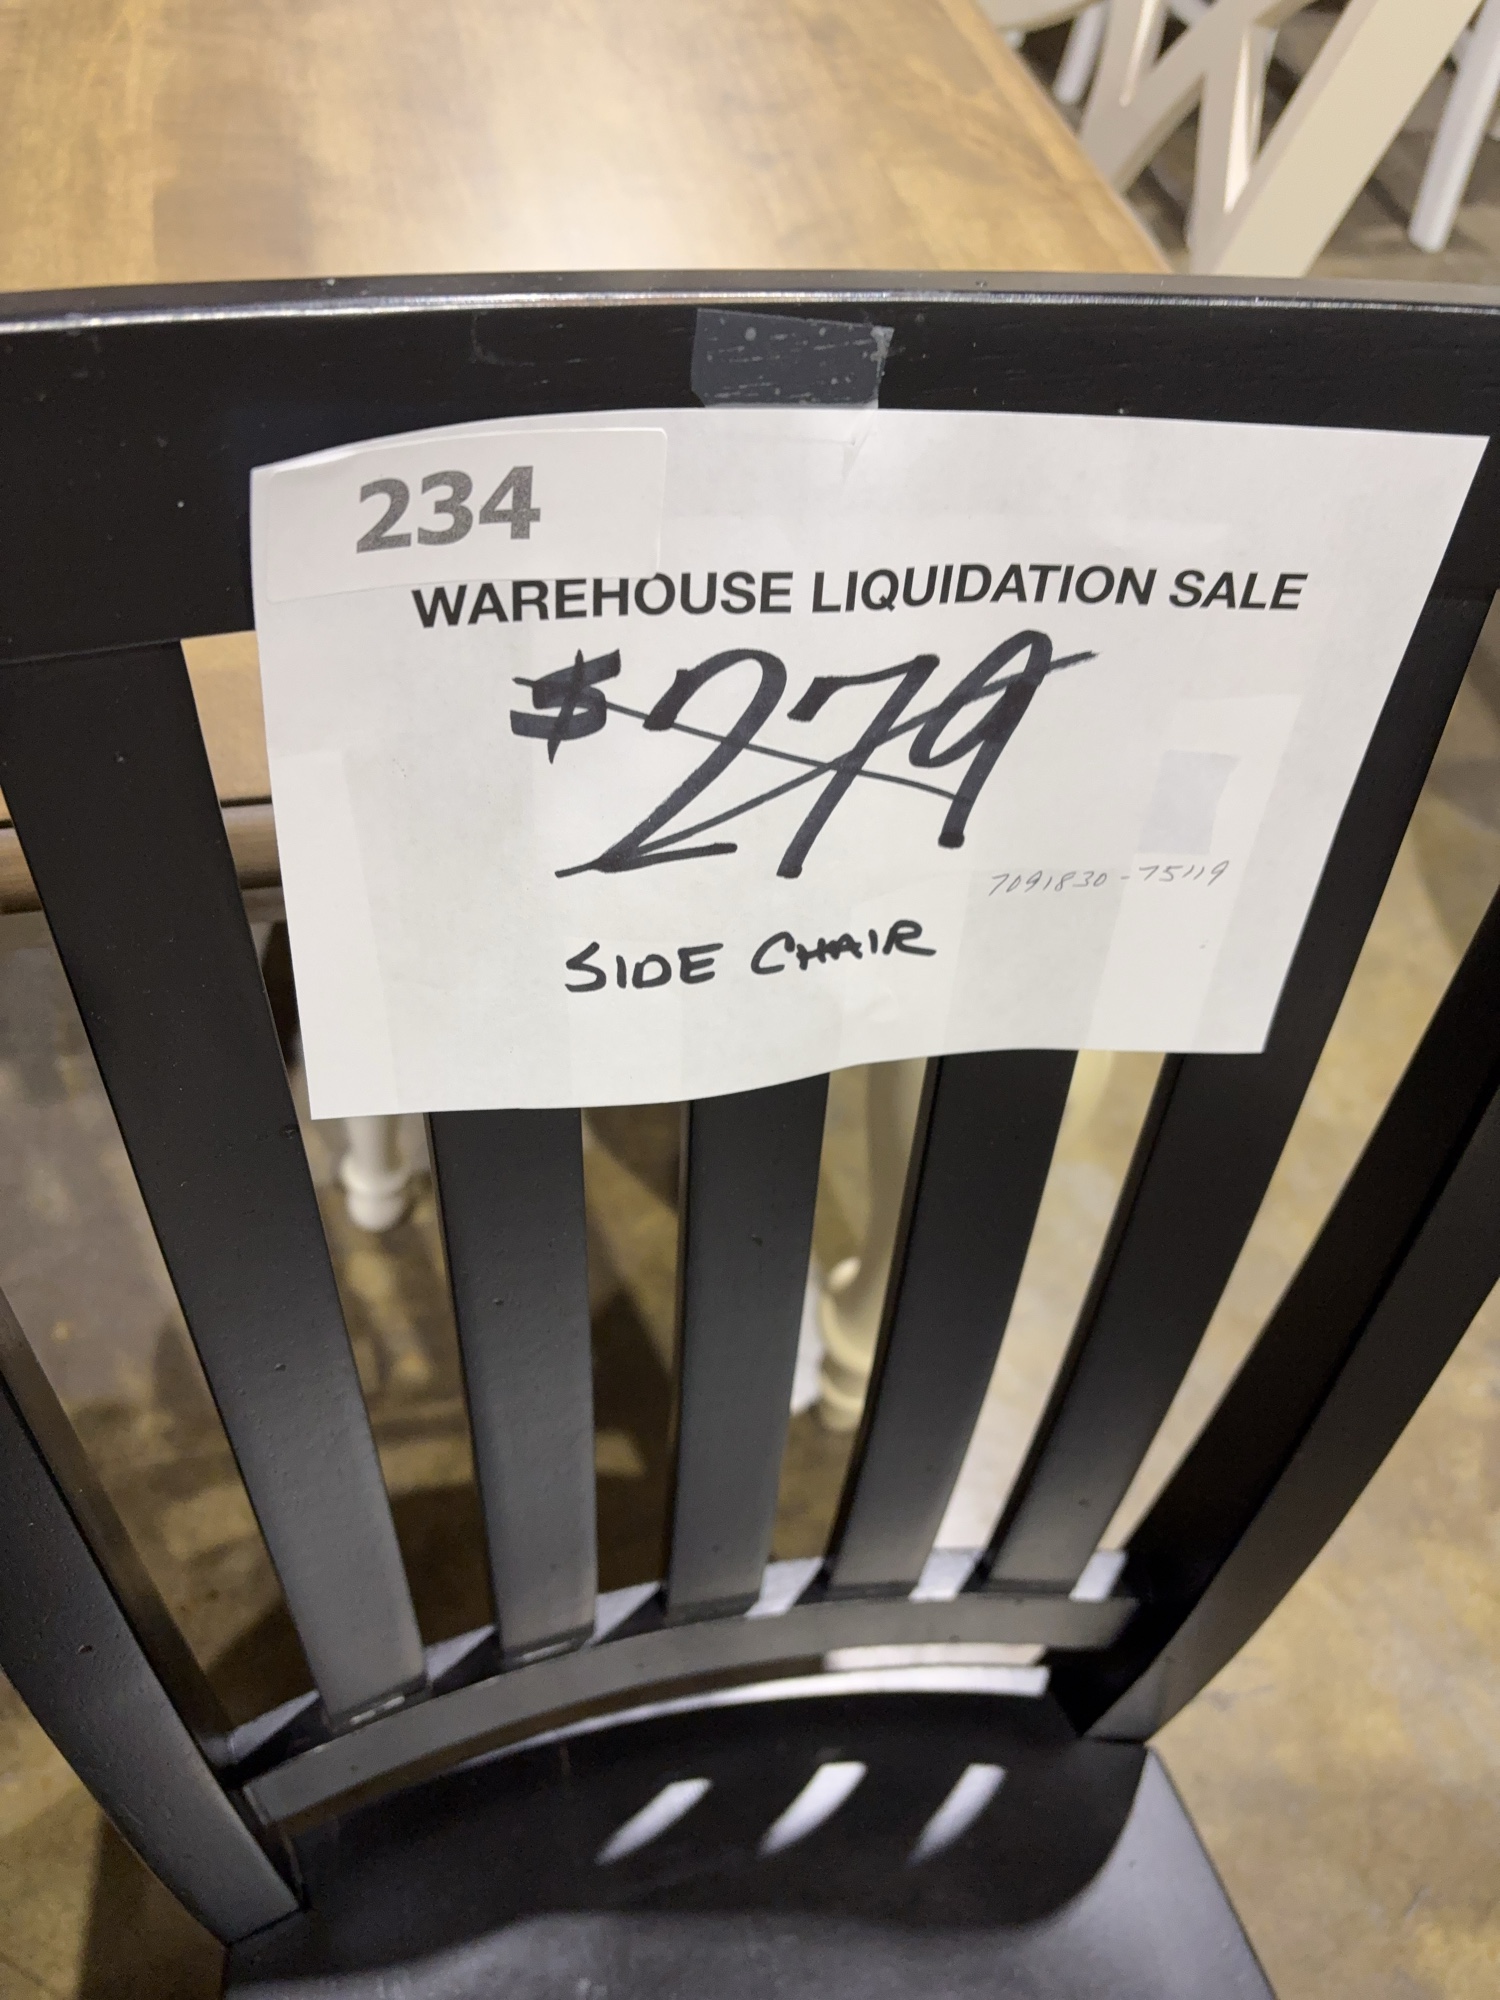 234
WAREHOUSE LIQUIDATION SALE
$279
7091830-75119
SIDE CHAIR